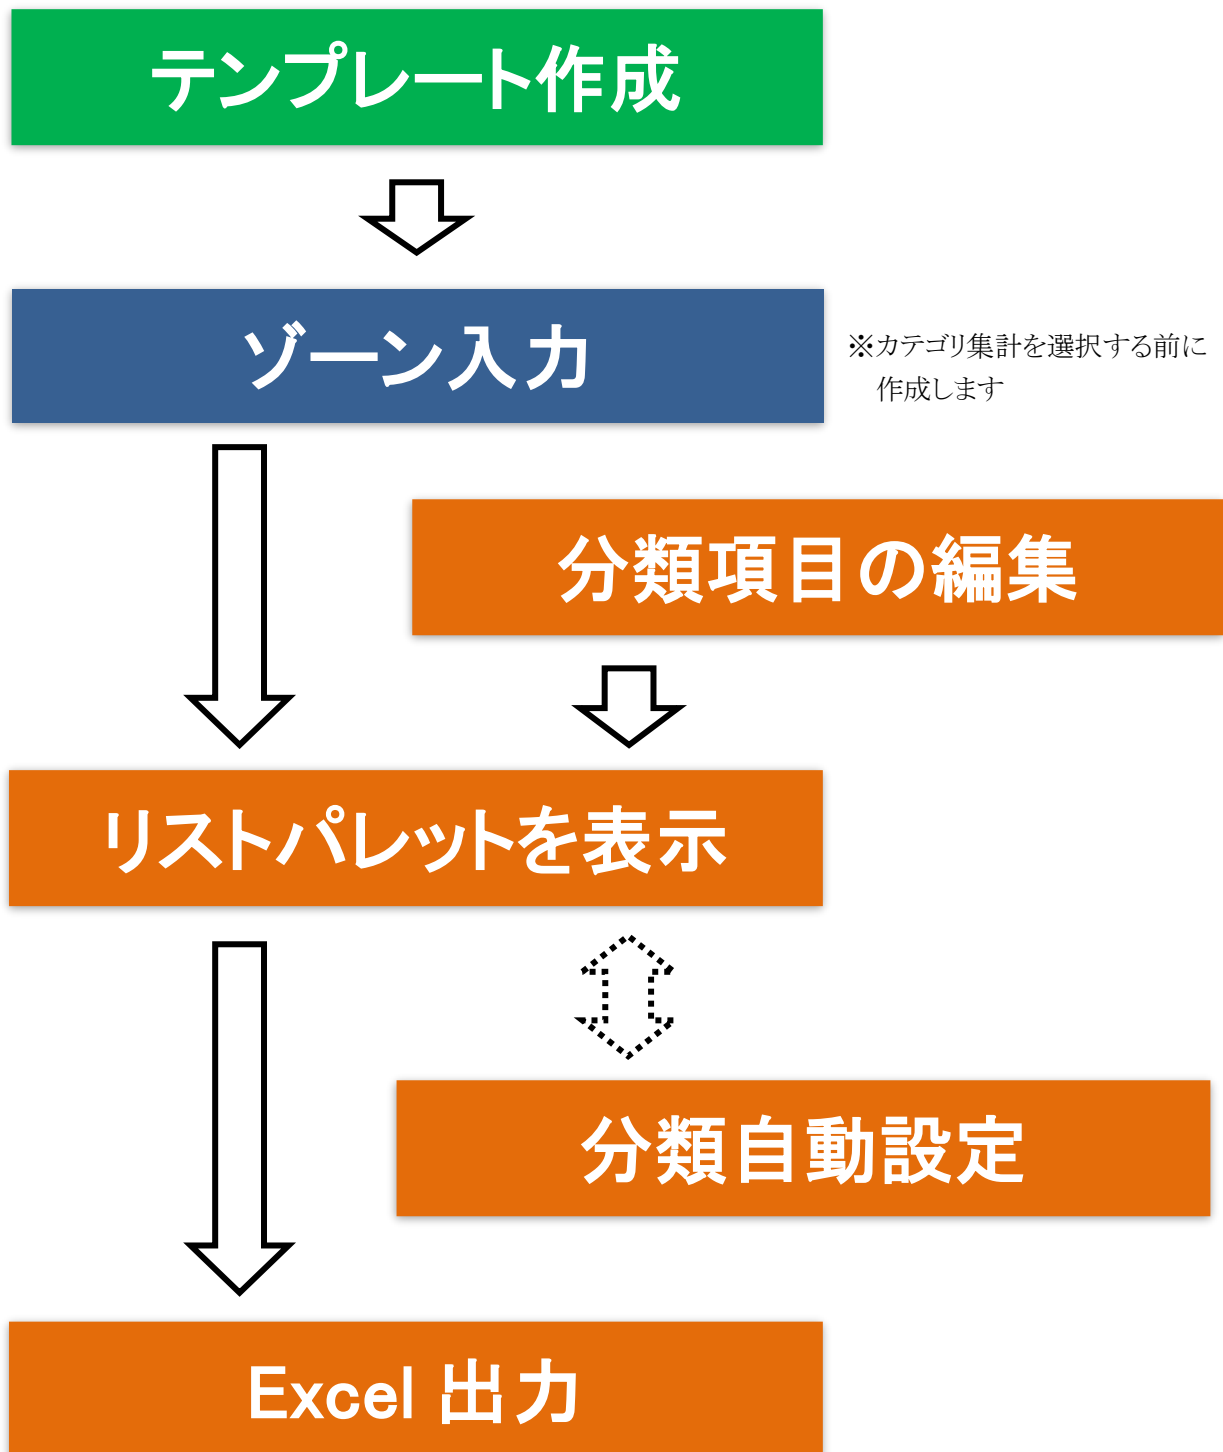 テンプレート作成
ゾーン入力
※カテゴリ集計を選択する前に
作成します
分類項目の編集
リストパレットを表示
分類自動設定
Excel 出力